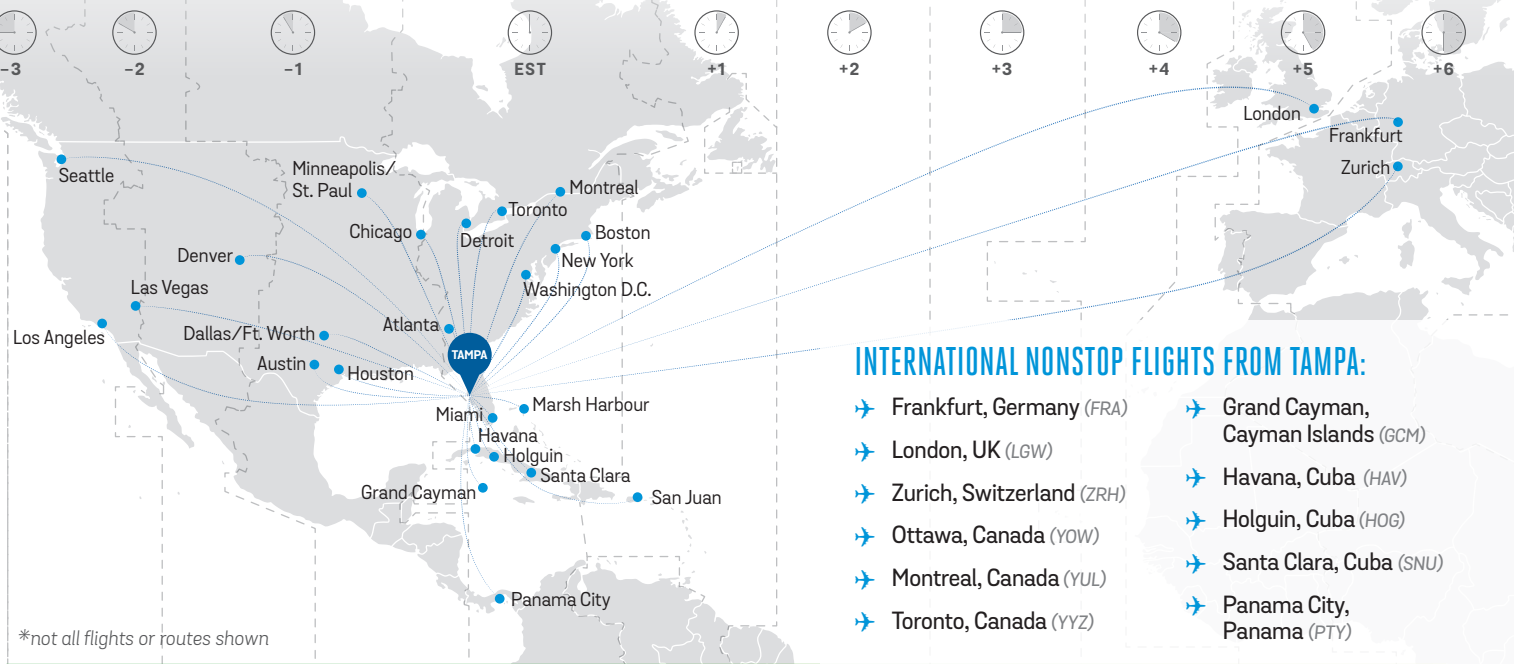 −3
−2
−1
EST
+1
+2
+3
+4
+5
+6
London
Frankfurt
Zurich
Seattle
Minneapolis/
St. Paul
Montreal
Toronto
Chicago
Detroit
Boston
New York
Denver
Washington D.C.
Las Vegas
Los Angeles
Dallas/Ft. Worth
Atlanta
TAMPA
Austin
Houston
Miami
Marsh Harbour
Havana
Holguin
Santa Clara
Grand Cayman
San Juan
Panama City
*not all flights or routes shown
INTERNATIONAL NONSTOP FLIGHTS FROM TAMPA:
Frankfurt, Germany (FRA)
London, UK (LGW)
Zurich, Switzerland (ZRH)
Ottawa, Canada (YOW)
Montreal, Canada (YUL)
Toronto, Canada (YYZ)
Grand Cayman,
Cayman Islands (GCM)
Havana, Cuba (HAV)
Holguin, Cuba (HOG)
Santa Clara, Cuba (SNU)
Panama City,
Panama (PTY)